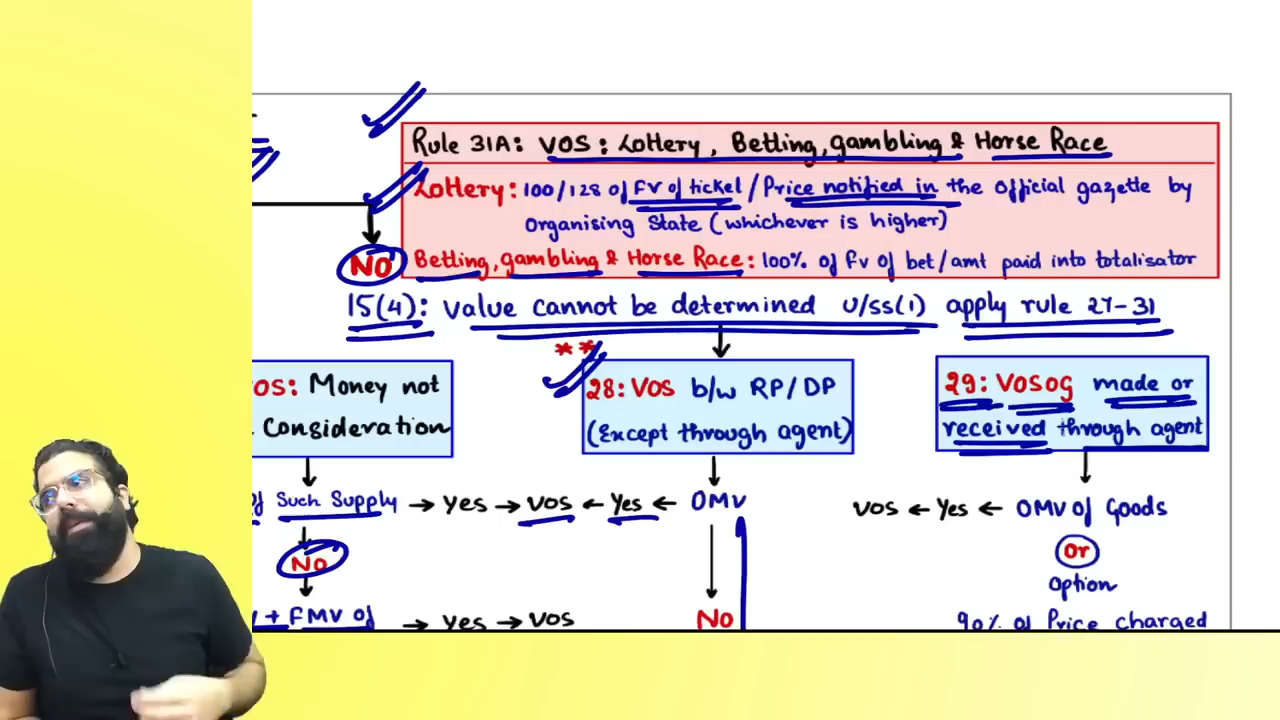 Rule 31A: VOS: Lottery, Betting, gambling & Horse Race
Lottery: 100/128 of FV of ticket / Price notified in the official gazette by
Organising State (whichever is higher)
NO
Betting, gambling & Horse Race: 100% of fv of bet/amt paid into totalisator
15(4): Value cannot be determined u/ss(1) apply rule 27-31
**
OS: Money not
Consideration
28: VOS b/w RP/DP
(Except through agent)
29: VOSOG made or
received through agent
of Such Supply → Yes → VOS ← Yes ← OMV
VOS ← Yes ← OMV of Goods
No
Or
Option
+ FMV of → Yes → VOS
NO
90% of Price charged